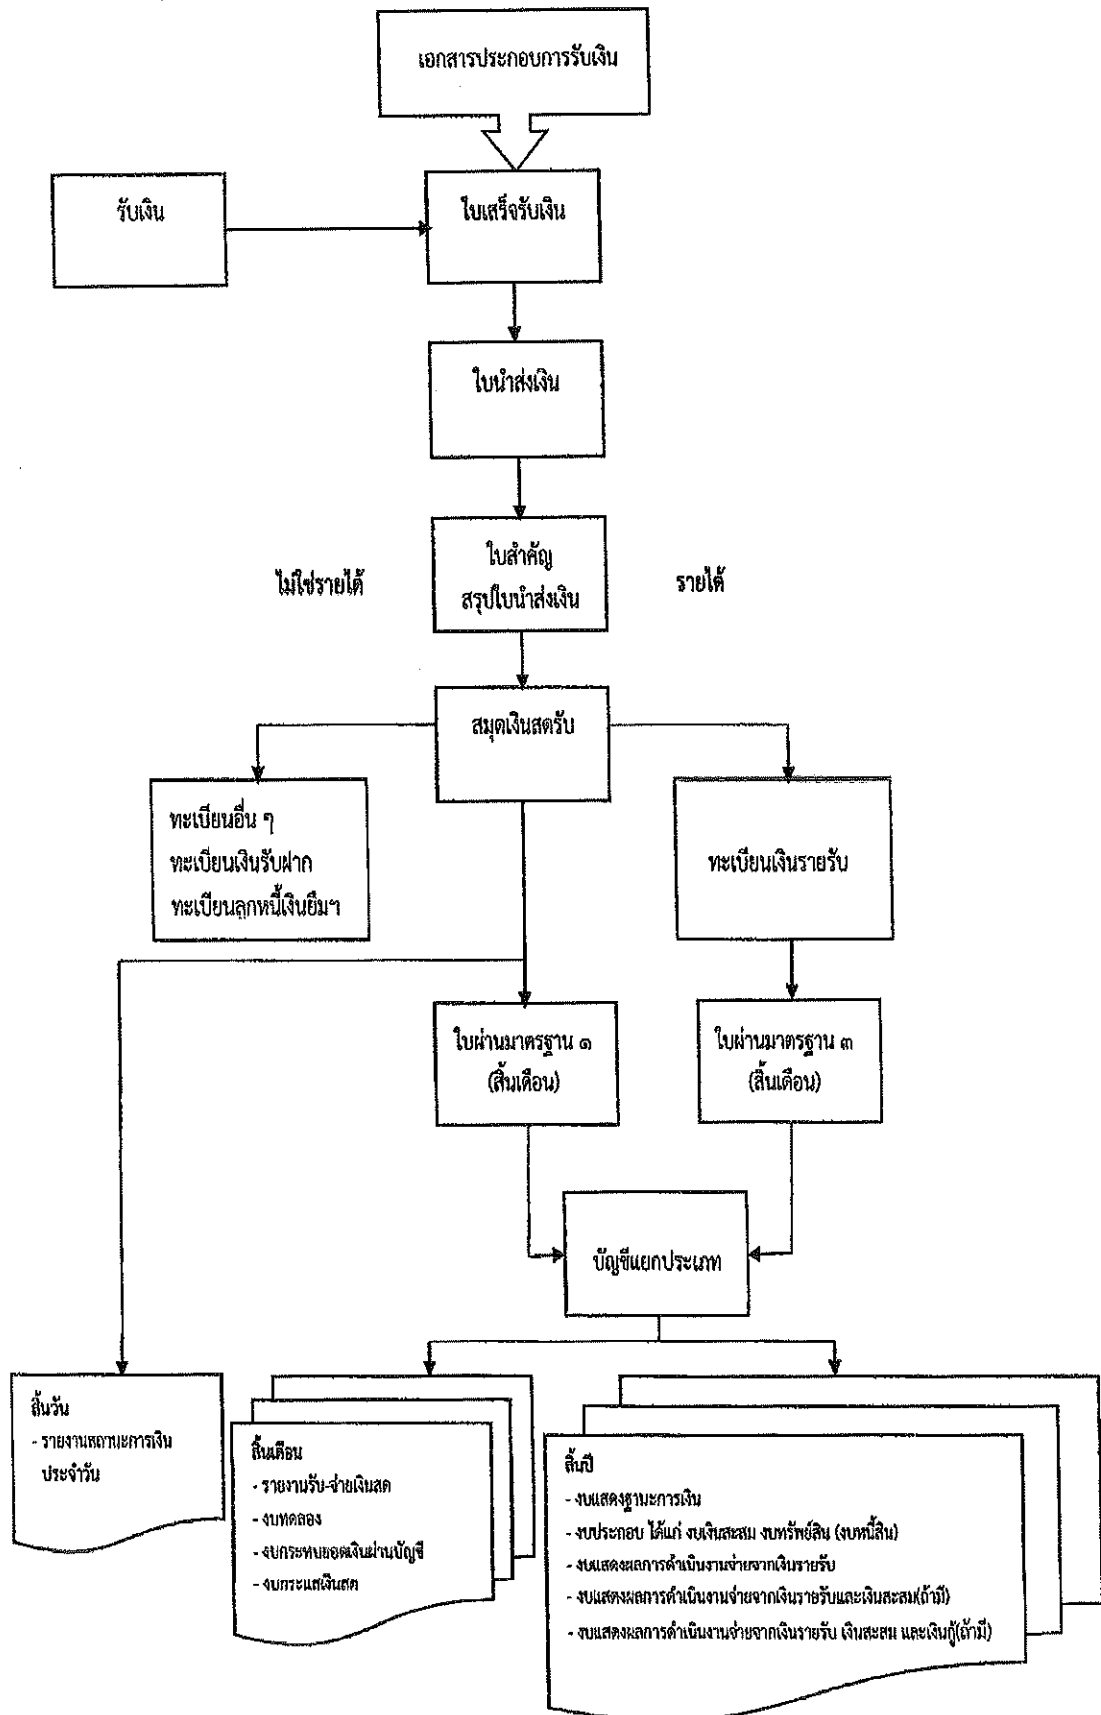 เอกสารประกอบการรับเงิน
รับเงิน
ใบเสร็จรับเงิน
ใบนำส่งเงิน
ใบสำคัญ
สรุปใบนำส่งเงิน
ไม่ใช่รายได้
รายได้
สมุดเงินสดรับ
ทะเบียนอื่น ๆ
ทะเบียนเงินรับฝาก
ทะเบียนลูกหนี้เงินยืมฯ
ทะเบียนเงินรายรับ
ใบผ่านมาตรฐาน ๑
(สิ้นเดือน)
ใบผ่านมาตรฐาน ๓
(สิ้นเดือน)
บัญชีแยกประเภท
สิ้นวัน
- รายงานสถานะการเงิน
ประจำวัน
สิ้นเดือน
- รายงานรับ-จ่ายเงินสด
- งบทดลอง
- งบกระทบยอดเงินผ่านบัญชี
- งบกระแสเงินสด
สิ้นปี
- งบแสดงฐานะการเงิน
- งบประกอบ ได้แก่ งบเงินสะสม งบทรัพย์สิน (งบหนี้สิน)
- งบแสดงผลการดำเนินงานจ่ายจากเงินรายรับ
- งบแสดงผลการดำเนินงานจ่ายจากเงินรายรับและเงินสะสม(ถ้ามี)
- งบแสดงผลการดำเนินงานจ่ายจากเงินรายรับ เงินสะสม และเงินกู้(ถ้ามี)